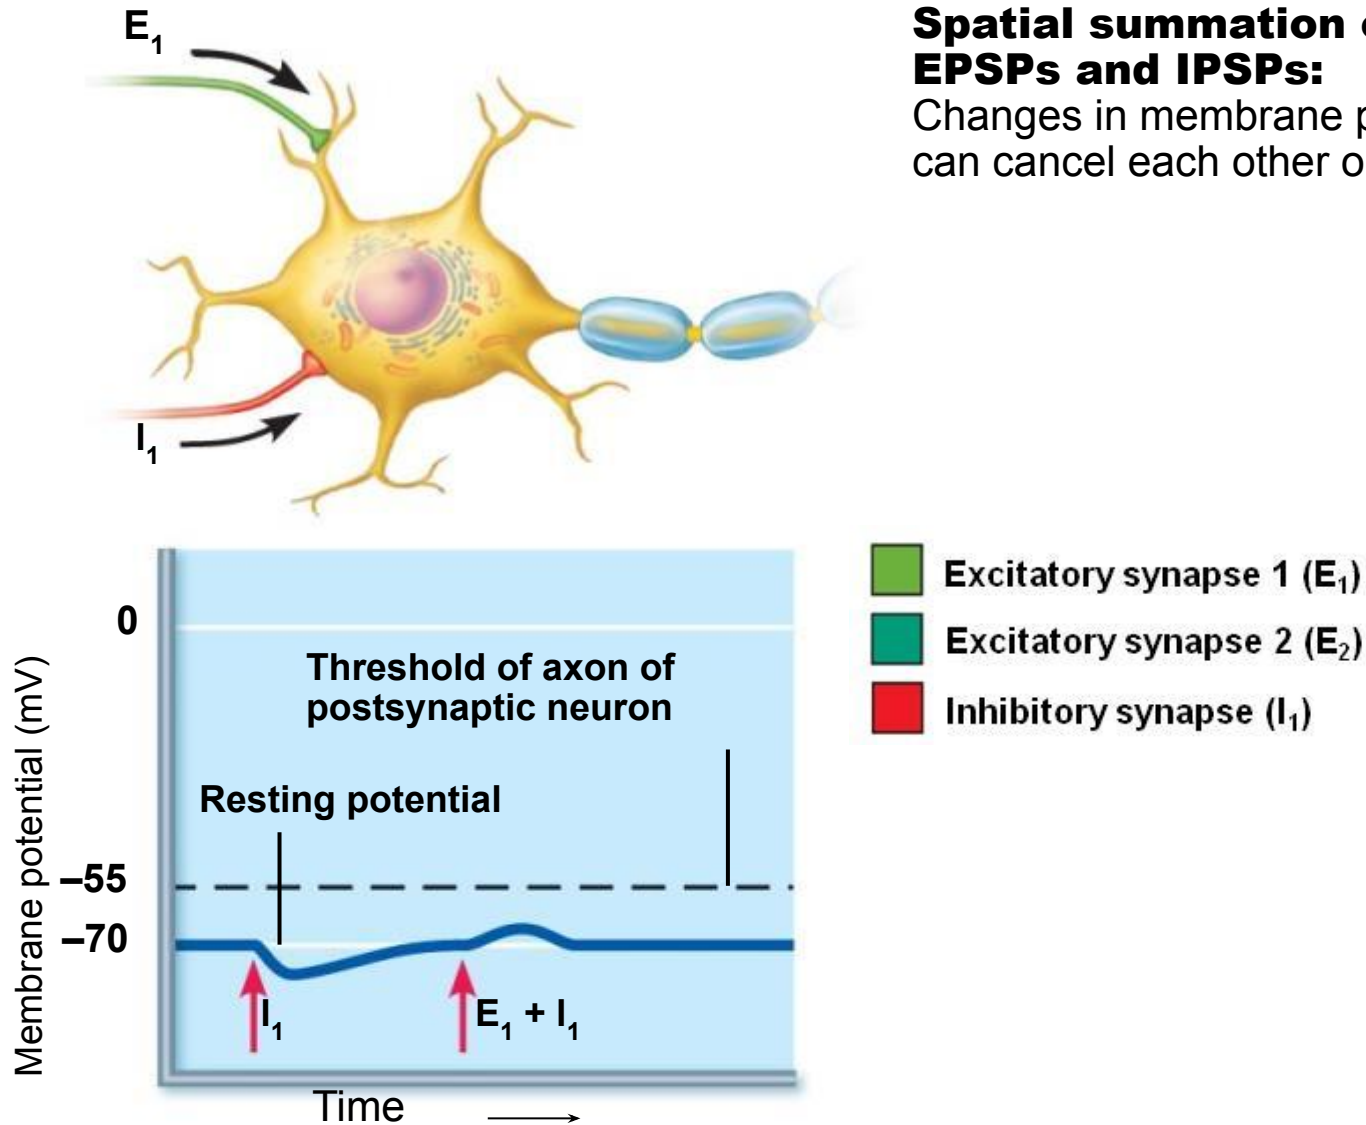 E₁
Spatial summation
EPSPs and IPSPs:
Changes in membrane
can cancel each other
I₁
0
Threshold of axon of
postsynaptic neuron
Resting potential
–55
–70
I₁
E₁ + I₁
Membrane potential (mV)
Time
Excitatory synapse 1 (E₁)
Excitatory synapse 2 (E₂)
Inhibitory synapse (I₁)